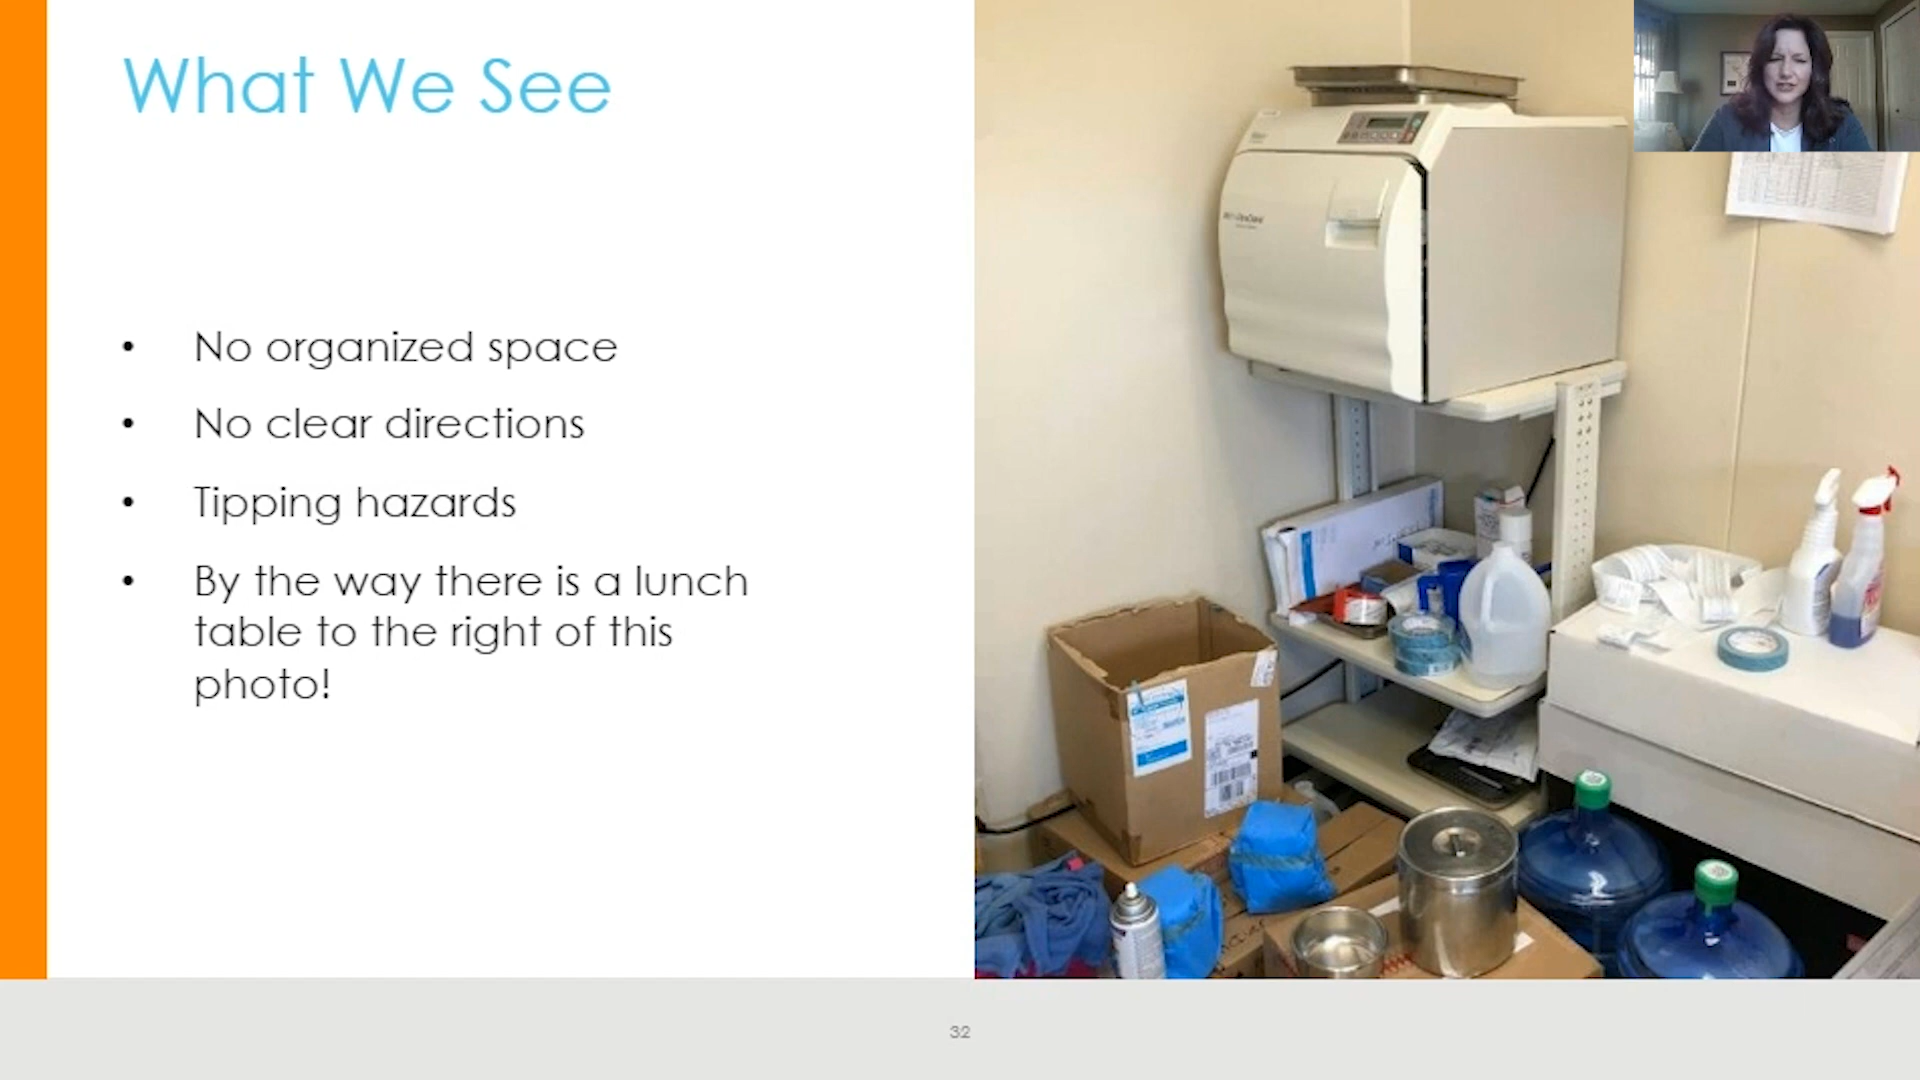 What We See
• No organized space
• No clear directions
• Tipping hazards
• By the way there is a lunch
table to the right of this
photo!
32